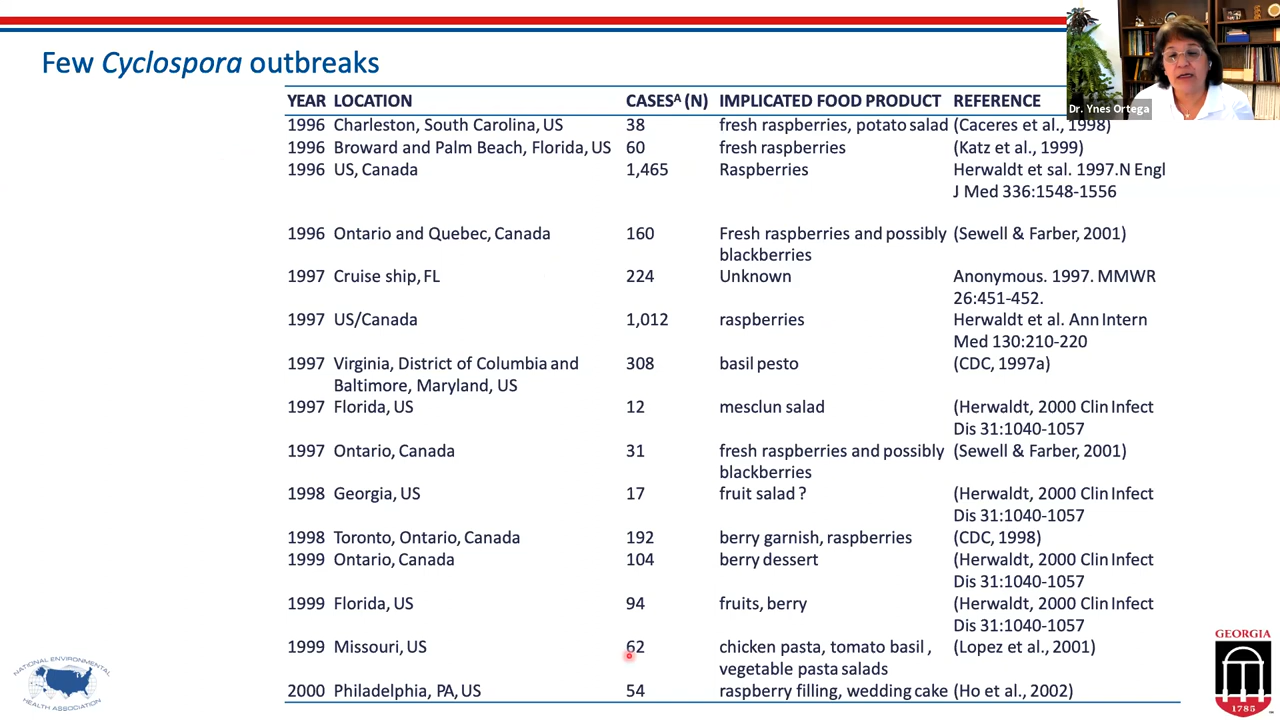 Few Cyclospora outbreaks
YEAR LOCATION CASESᴬ (N) IMPLICATED FOOD PRODUCT REFERENCE
1996 Charleston, South Carolina, US 38 fresh raspberries, potato salad (Caceres et al., 1998)
1996 Broward and Palm Beach, Florida, US 60 fresh raspberries (Katz et al., 1999)
1996 US, Canada 1,465 Raspberries Herwaldt et sal. 1997.N Engl
J Med 336:1548-1556
1996 Ontario and Quebec, Canada 160 Fresh raspberries and possibly (Sewell & Farber, 2001)
blackberries
1997 Cruise ship, FL 224 Unknown Anonymous. 1997. MMWR
26:451-452.
1997 US/Canada 1,012 raspberries Herwaldt et al. Ann Intern
Med 130:210-220
1997 Virginia, District of Columbia and 308 basil pesto (CDC, 1997a)
Baltimore, Maryland, US
1997 Florida, US 12 mesclun salad (Herwaldt, 2000 Clin Infect
Dis 31:1040-1057
1997 Ontario, Canada 31 fresh raspberries and possibly (Sewell & Farber, 2001)
blackberries
1998 Georgia, US 17 fruit salad ? (Herwaldt, 2000 Clin Infect
Dis 31:1040-1057
1998 Toronto, Ontario, Canada 192 berry garnish, raspberries (CDC, 1998)
1999 Ontario, Canada 104 berry dessert (Herwaldt, 2000 Clin Infect
Dis 31:1040-1057
1999 Florida, US 94 fruits, berry (Herwaldt, 2000 Clin Infect
Dis 31:1040-1057
1999 Missouri, US 62 chicken pasta, tomato basil , (Lopez et al., 2001)
vegetable pasta salads
2000 Philadelphia, PA, US 54 raspberry filling, wedding cake (Ho et al., 2002)
Dr. Ynes Ortega
NATIONAL ENVIRONMENTAL
HEALTH ASSOCIATION
GEORGIA
1785